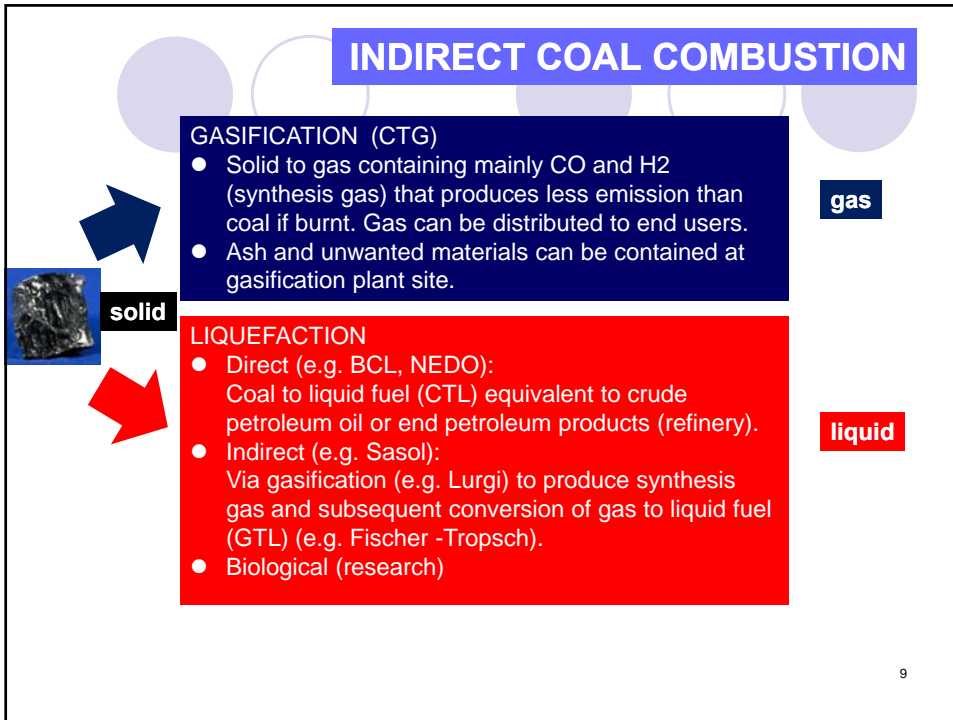 INDIRECT COAL COMBUSTION
GASIFICATION (CTG)
● Solid to gas containing mainly CO and H2
(synthesis gas) that produces less emission than
coal if burnt. Gas can be distributed to end users.
● Ash and unwanted materials can be contained at
gasification plant site.
gas
solid
LIQUEFACTION
● Direct (e.g. BCL, NEDO):
Coal to liquid fuel (CTL) equivalent to crude
petroleum oil or end petroleum products (refinery).
● Indirect (e.g. Sasol):
Via gasification (e.g. Lurgi) to produce synthesis
gas and subsequent conversion of gas to liquid fuel
(GTL) (e.g. Fischer -Tropsch).
● Biological (research)
liquid
9